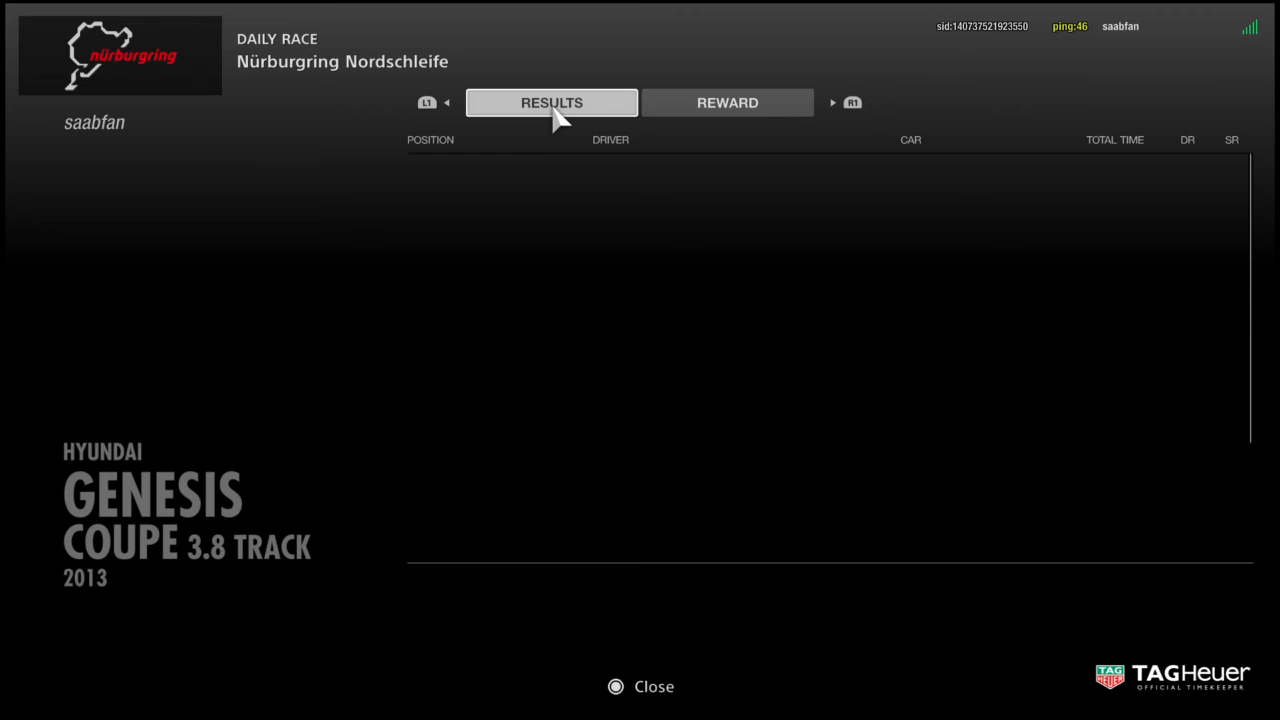 nürburgring
DAILY RACE
Nürburgring Nordschleife
sid:140737521923550 ping:46 saabfan
saabfan
L1 RESULTS REWARD R1
POSITION DRIVER CAR TOTAL TIME DR SR
HYUNDAI
GENESIS
COUPE 3.8 TRACK
2013
Close
TAG HEUER
TAGHeuer
OFFICIAL TIMEKEEPER